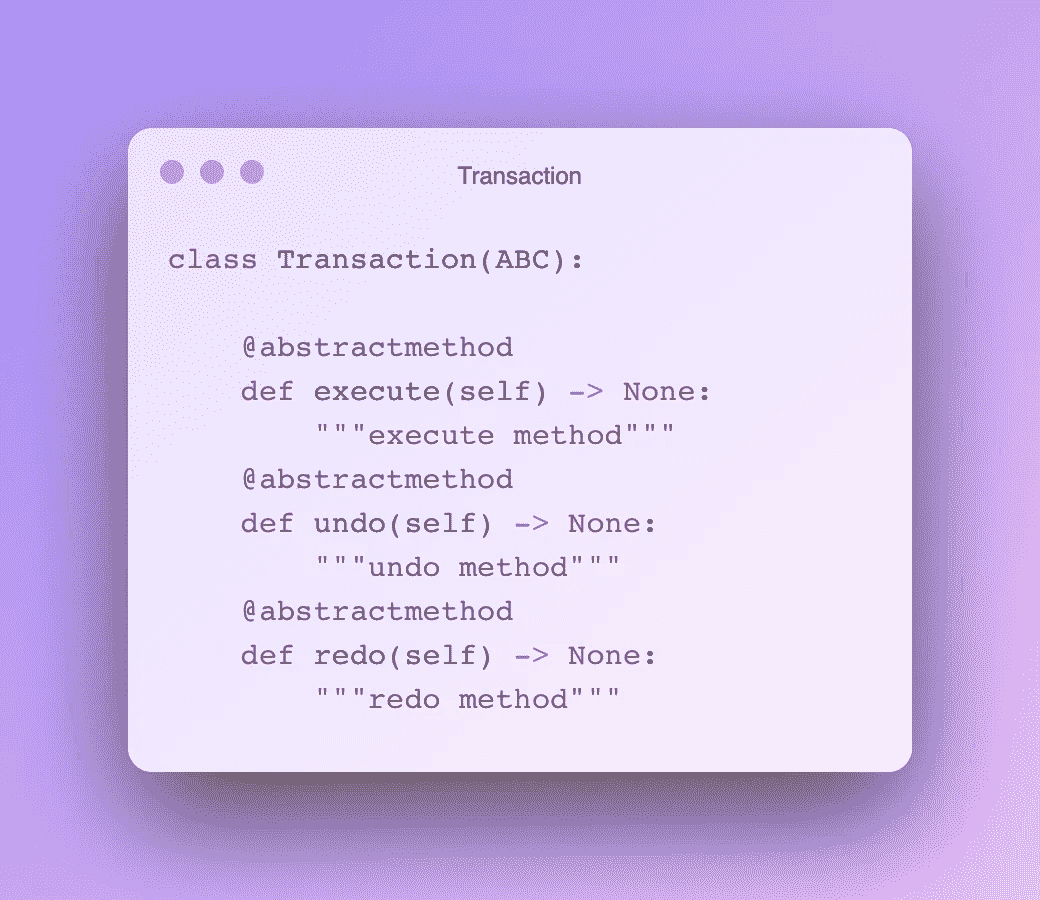 Transaction
class Transaction(ABC):
    @abstractmethod
    def execute(self) -> None:
        """execute method"""
    @abstractmethod
    def undo(self) -> None:
        """undo method"""
    @abstractmethod
    def redo(self) -> None:
        """redo method"""